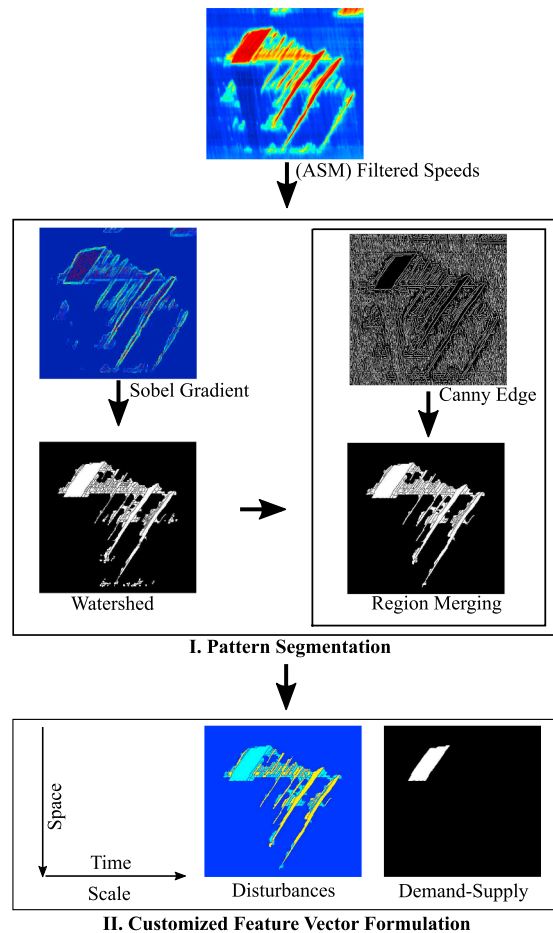 (ASM) Filtered Speeds
Sobel Gradient
Canny Edge
Watershed
Region Merging
I. Pattern Segmentation
Space
Time
Scale
Disturbances
Demand-Supply
II. Customized Feature Vector Formulation